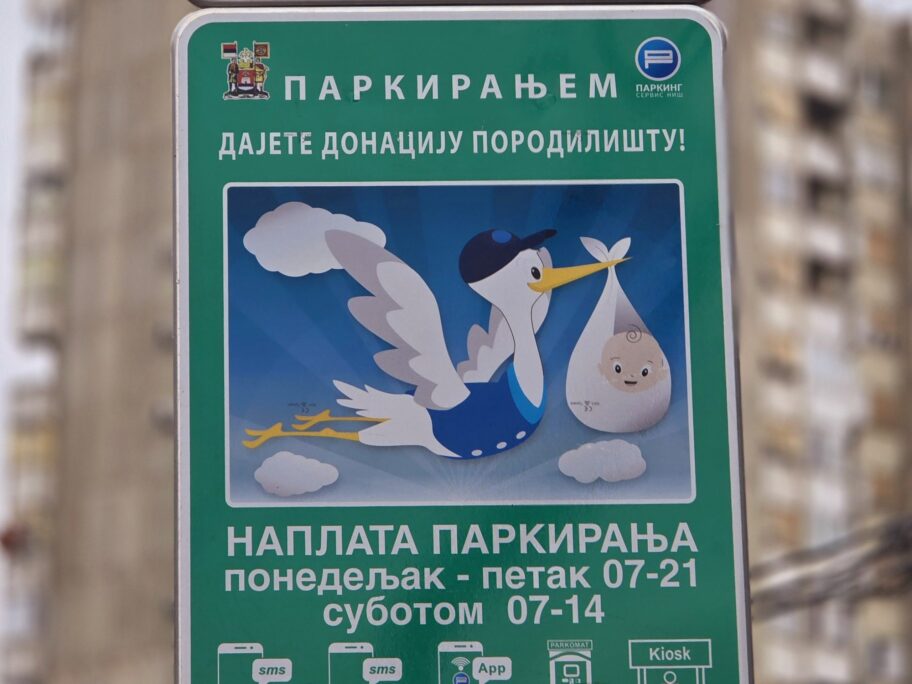 ПАРКИРАЊЕМ
ПАРКИНГ
СЕРВИС НИШ
ДАЈЕТЕ ДОНАЦИЈУ ПОРОДИЛИШТУ!
НАПЛАТА ПАРКИРАЊА
понедељак - петак 07-21
суботом 07-14
sms
sms
App
PARKOMAT
Kiosk